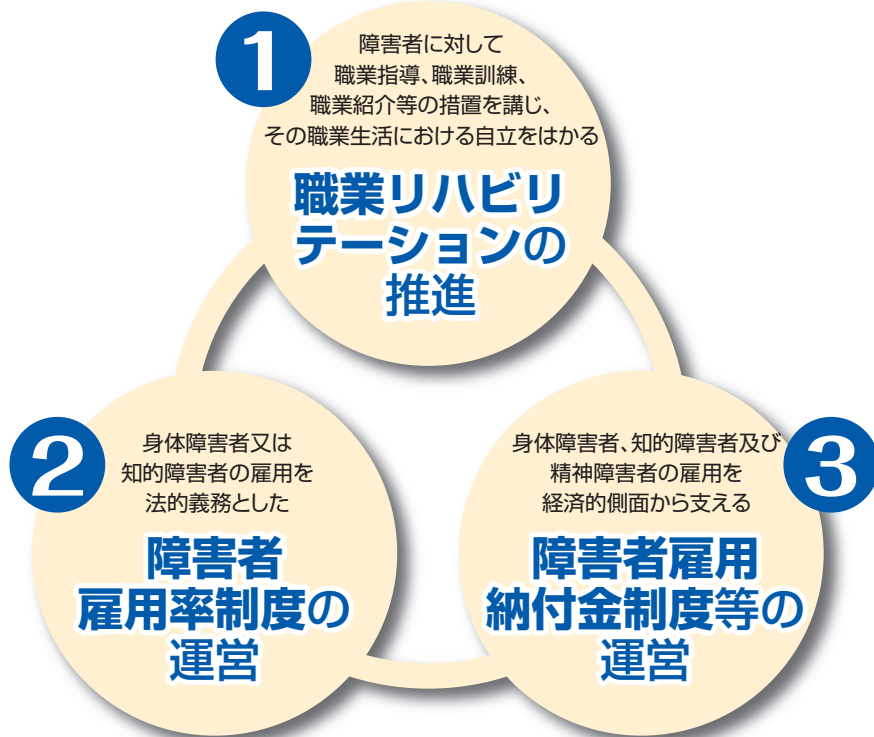 1
障害者に対して
職業指導、職業訓練、
職業紹介等の措置を講じ、
その職業生活における自立をはかる
職業リハビリ
テーションの
推進
2
身体障害者又は
知的障害者の雇用を
法的義務とした
障害者
雇用率制度の
運営
3
身体障害者、知的障害者及び
精神障害者の雇用を
経済的側面から支える
障害者雇用
納付金制度等の
運営